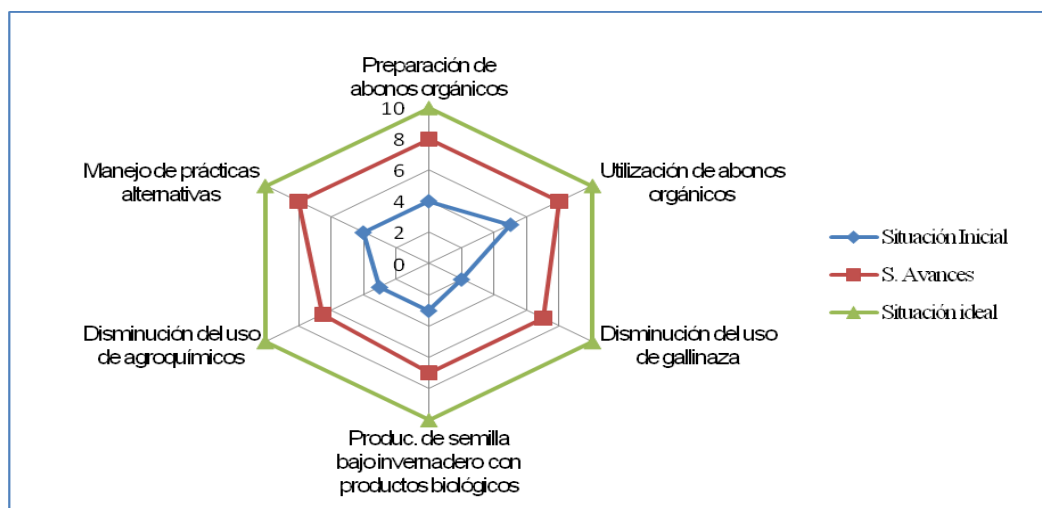 Preparación de
abonos orgánicos
10
8
6
4
2
0
Utilización de abonos
orgánicos
Disminución del uso
de gallinaza
Produc. de semilla
bajo invernadero con
productos biológicos
Disminución del uso
de agroquímicos
Manejo de prácticas
alternativas
Situación Inicial
S. Avances
Situación ideal